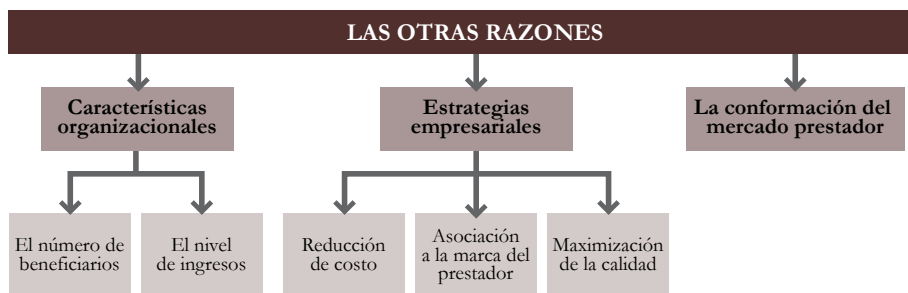 LAS OTRAS RAZONES
Características
organizacionales
Estrategias
empresariales
La conformación del
mercado prestador
El número de
beneficiarios
El nivel
de ingresos
Reducción
de costo
Asociación
a la marca del
prestador
Maximización
de la calidad